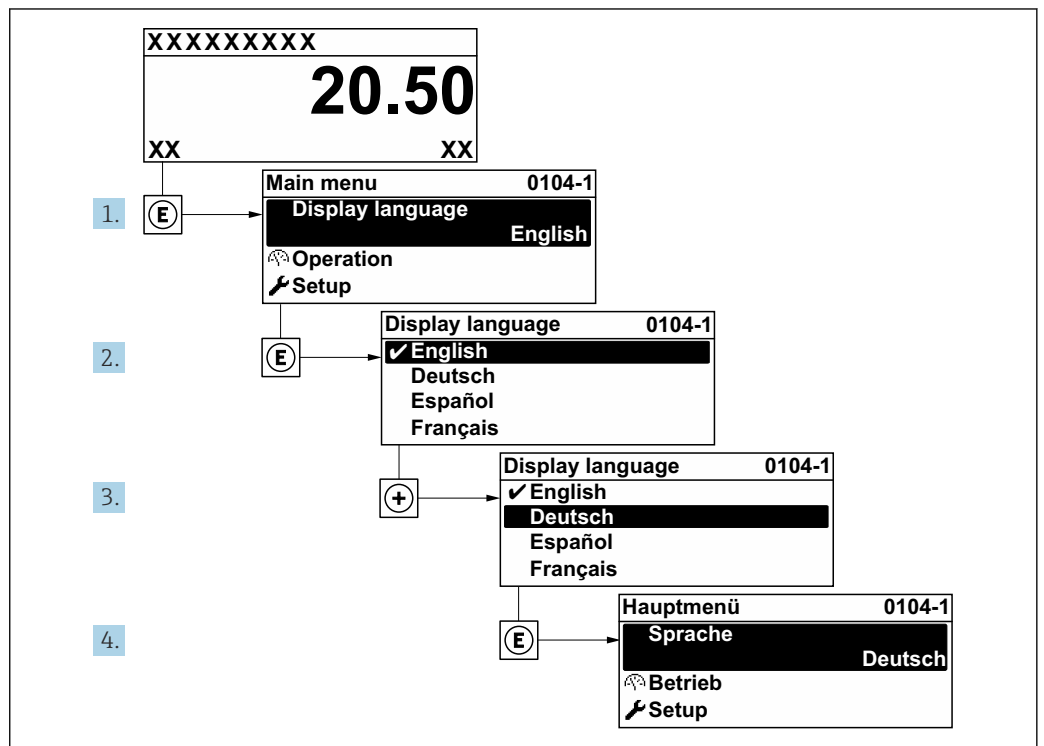 XXXXXXXXX
20.50
XX XX
1. E
Main menu 0104-1
Display language
English
Operation
Setup
2. E
Display language 0104-1
✔English
Deutsch
Español
Français
3. +
Display language 0104-1
✔English
Deutsch
Español
Français
4. E
Hauptmenü 0104-1
Sprache
Deutsch
Betrieb
Setup